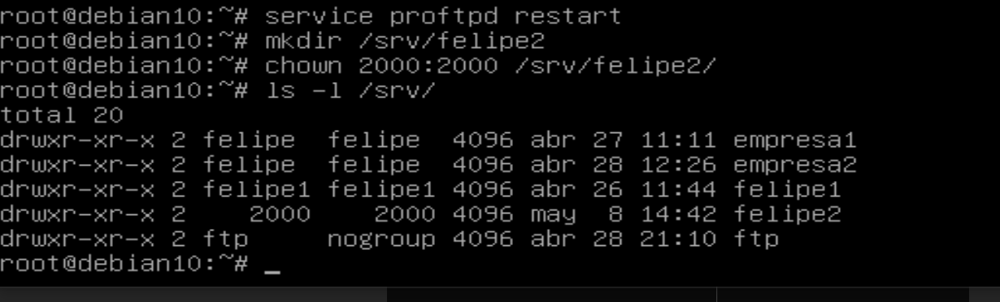 root@debian10:~# service proftpd restart
root@debian10:~# mkdir /srv/felipe2
root@debian10:~# chown 2000:2000 /srv/felipe2/
root@debian10:~# ls -l /srv/
total 20
drwxr-xr-x 2 felipe  felipe  4096 abr 27 11:11 empresa1
drwxr-xr-x 2 felipe  felipe  4096 abr 28 12:26 empresa2
drwxr-xr-x 2 felipe1 felipe1 4096 abr 26 11:44 felipe1
drwxr-xr-x 2    2000    2000 4096 may  8 14:42 felipe2
drwxr-xr-x 2 ftp     nogroup 4096 abr 28 21:10 ftp
root@debian10:~# _